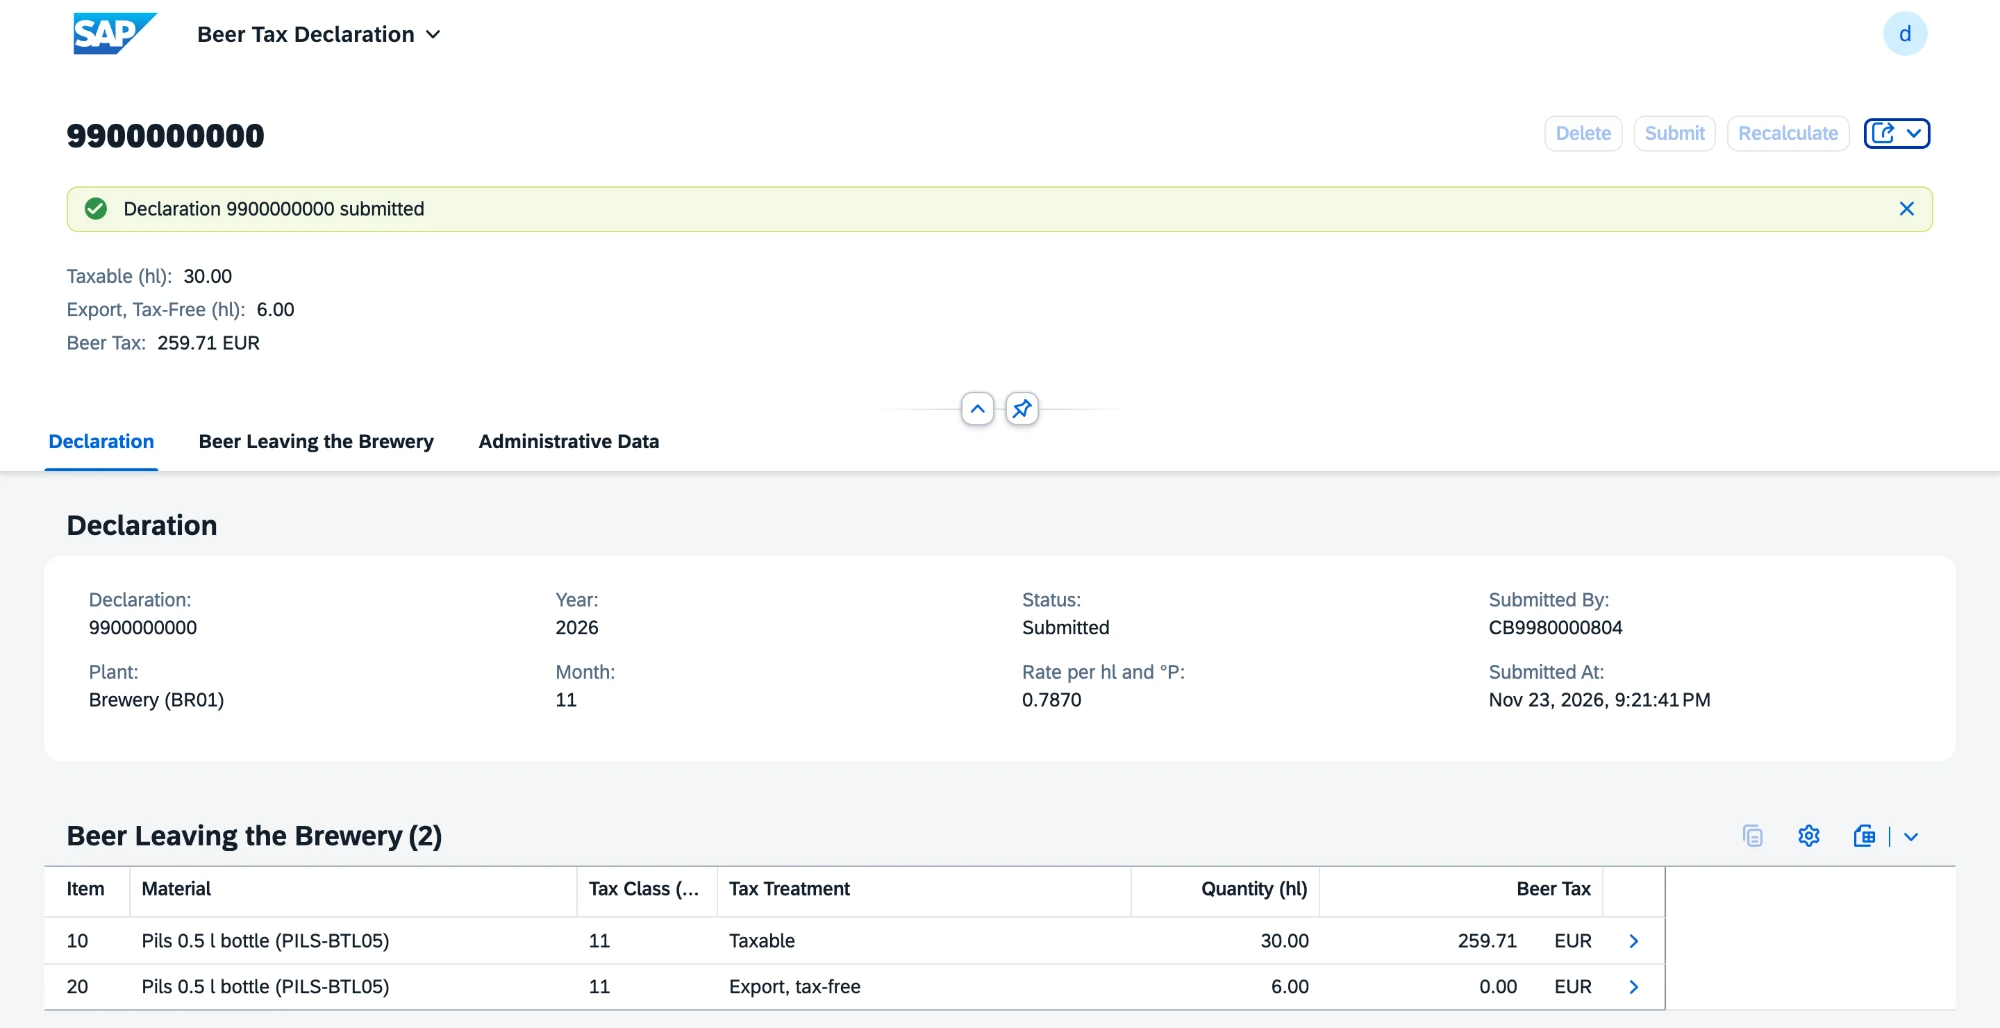 SAP Beer Tax Declaration d
9900000000
Delete Submit Recalculate
Declaration 9900000000 submitted
Taxable (hl): 30.00
Export, Tax-Free (hl): 6.00
Beer Tax: 259.71 EUR
Declaration Beer Leaving the Brewery Administrative Data
Declaration
Declaration: Year: Status: Submitted By:
9900000000 2026 Submitted CB9980000804
Plant: Month: Rate per hl and °P: Submitted At:
Brewery (BR01) 11 0.7870 Nov 23, 2026, 9:21:41 PM
Beer Leaving the Brewery (2)
Item Material Tax Class (... Tax Treatment Quantity (hl) Beer Tax
10 Pils 0.5 l bottle (PILS-BTL05) 11 Taxable 30.00 259.71 EUR
20 Pils 0.5 l bottle (PILS-BTL05) 11 Export, tax-free 6.00 0.00 EUR